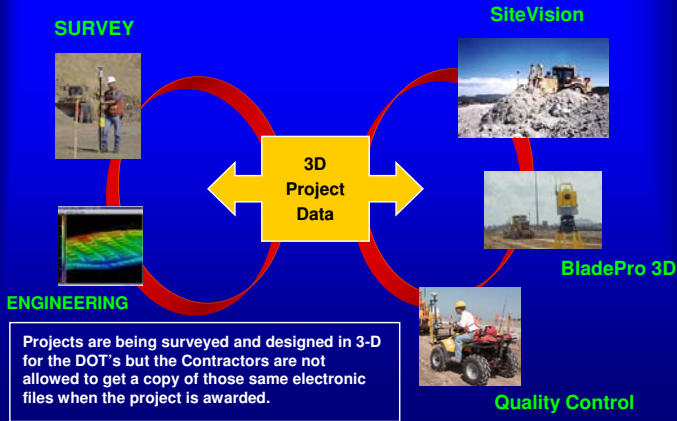 SURVEY
SiteVision
3D
Project
Data
BladePro 3D
ENGINEERING
Projects are being surveyed and designed in 3-D
for the DOT's but the Contractors are not
allowed to get a copy of those same electronic
files when the project is awarded.
Quality Control